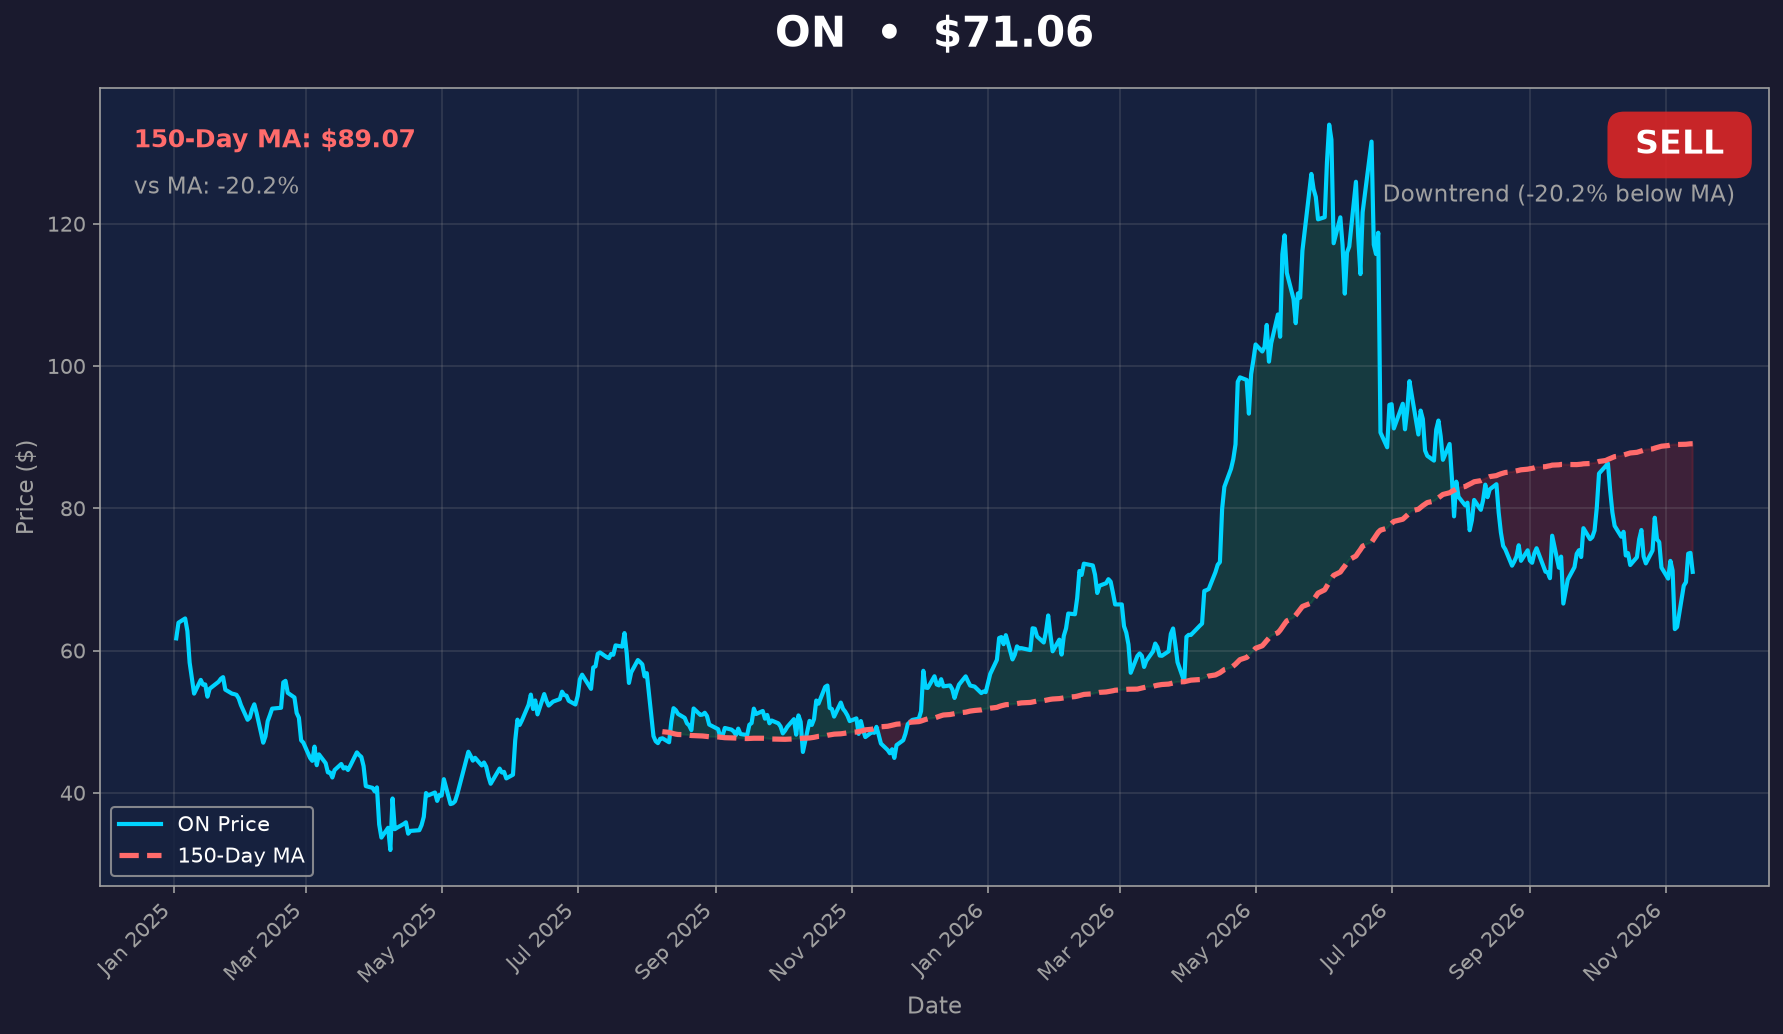 ON • $71.06
150-Day MA: $89.07
vs MA: -20.2%
SELL
Downtrend (-20.2% below MA)
Price ($)
120
100
80
60
40
ON Price
150-Day MA
Jan 2025
Mar 2025
May 2025
Jul 2025
Sep 2025
Nov 2025
Jan 2026
Mar 2026
May 2026
Jul 2026
Sep 2026
Nov 2026
Date